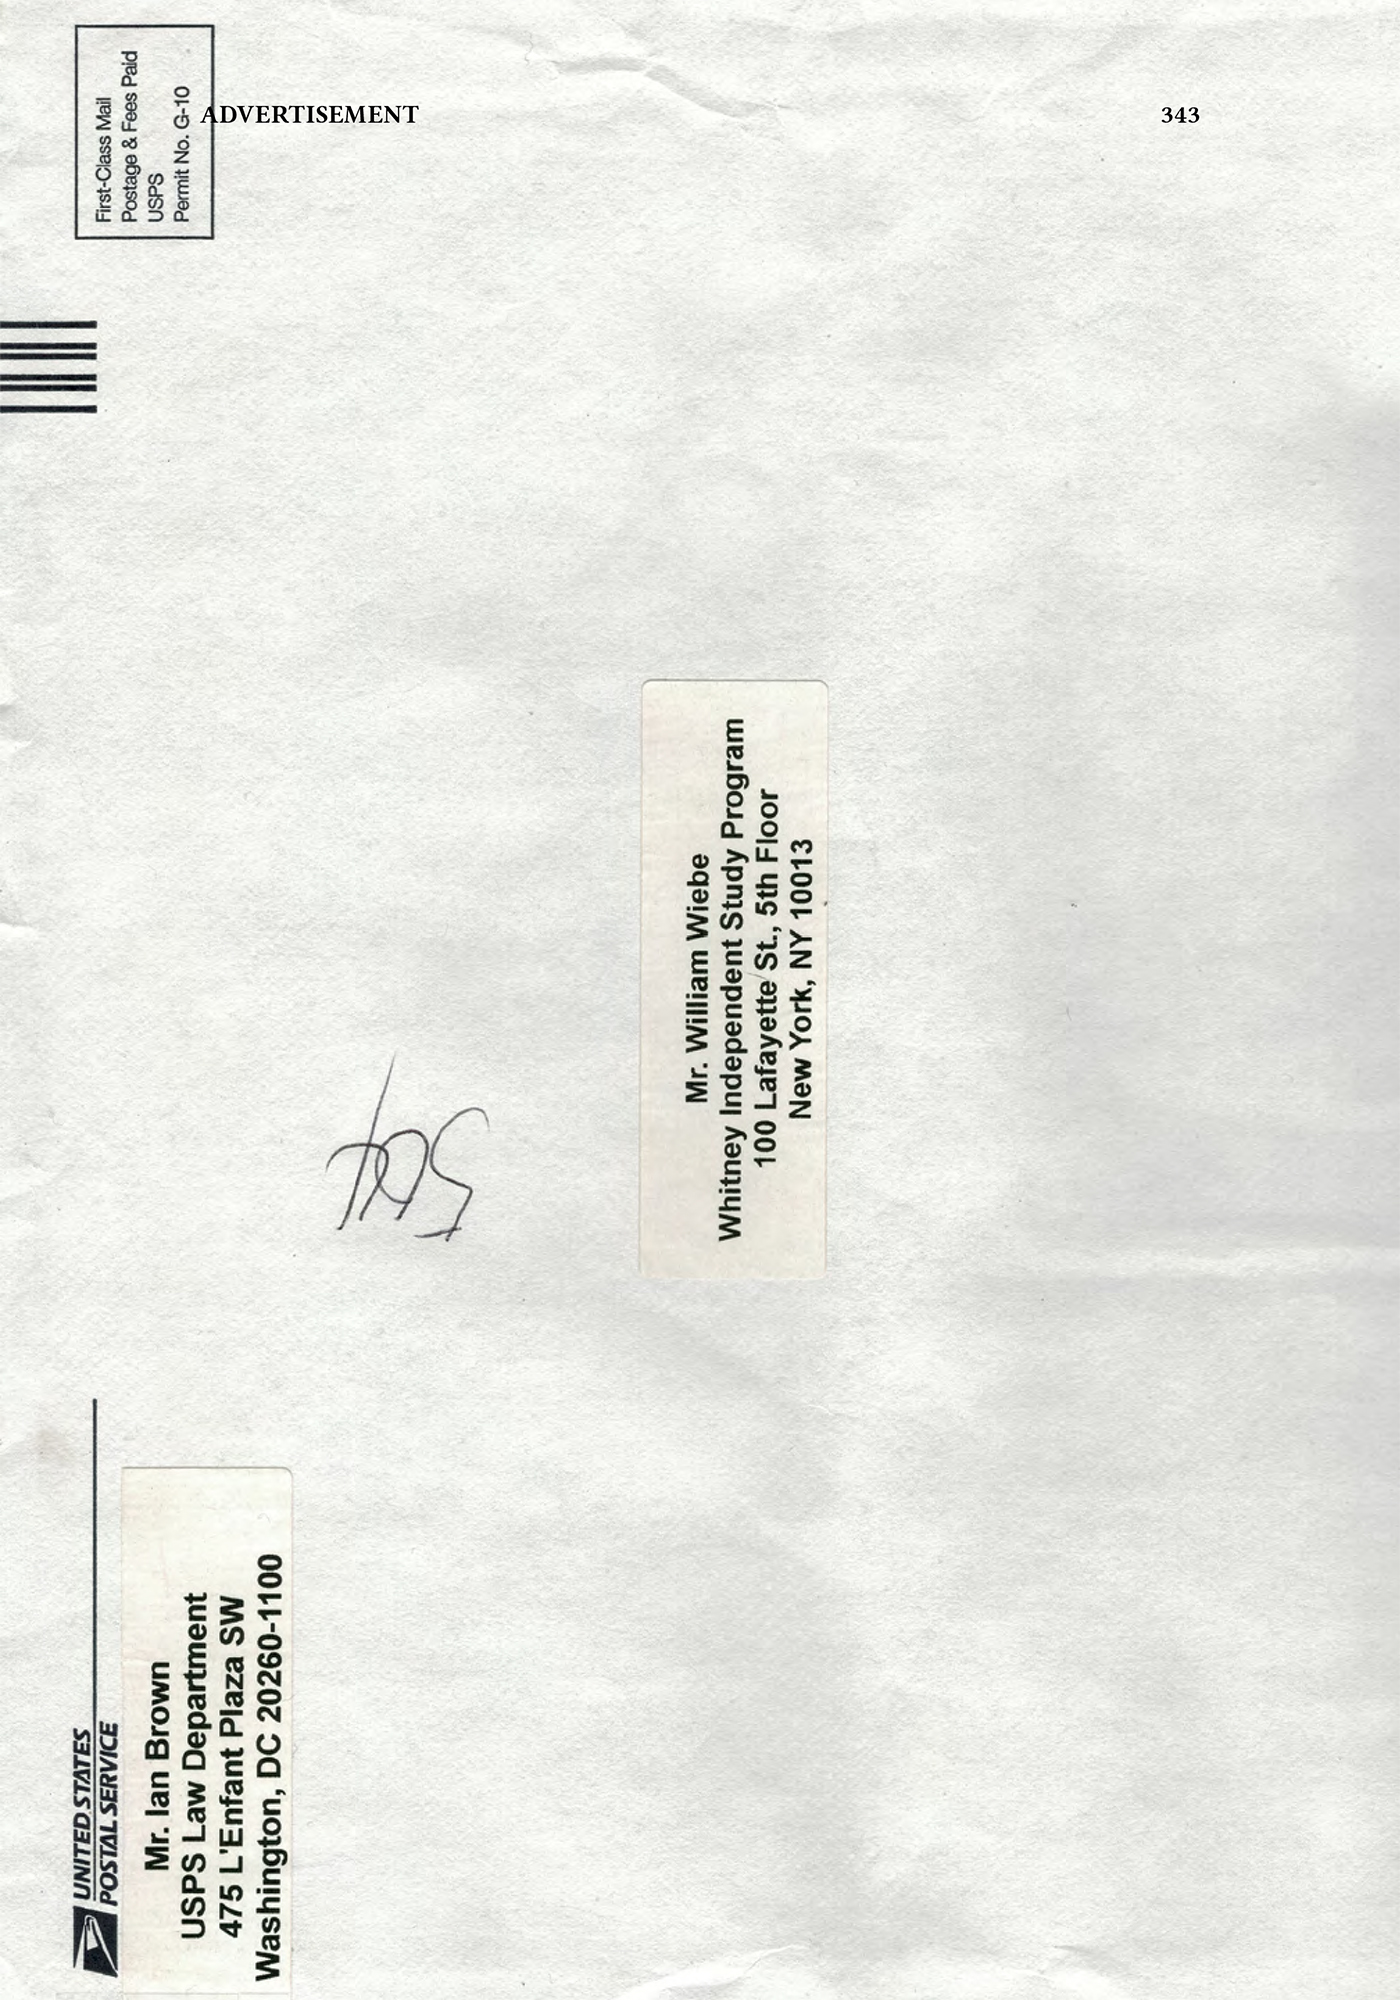 ADVERTISEMENT 343
UNITED STATES
POSTAL SERVICE
Mr. Ian Brown
USPS Law Department
475 L'Enfant Plaza SW
Washington, DC 20260-1100
First-Class Mail
Postage & Fees Paid
USPS
Permit No. G-10
Mr. William Wiebe
Whitney Independent Study Program
100 Lafayette St., 5th Floor
New York, NY 10013